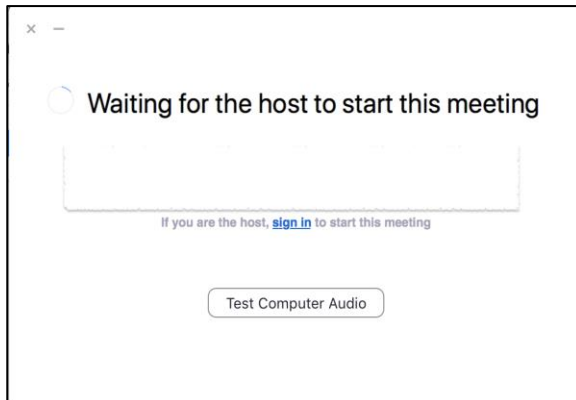 Waiting for the host to start this meeting
If you are the host, sign in to start this meeting
Test Computer Audio